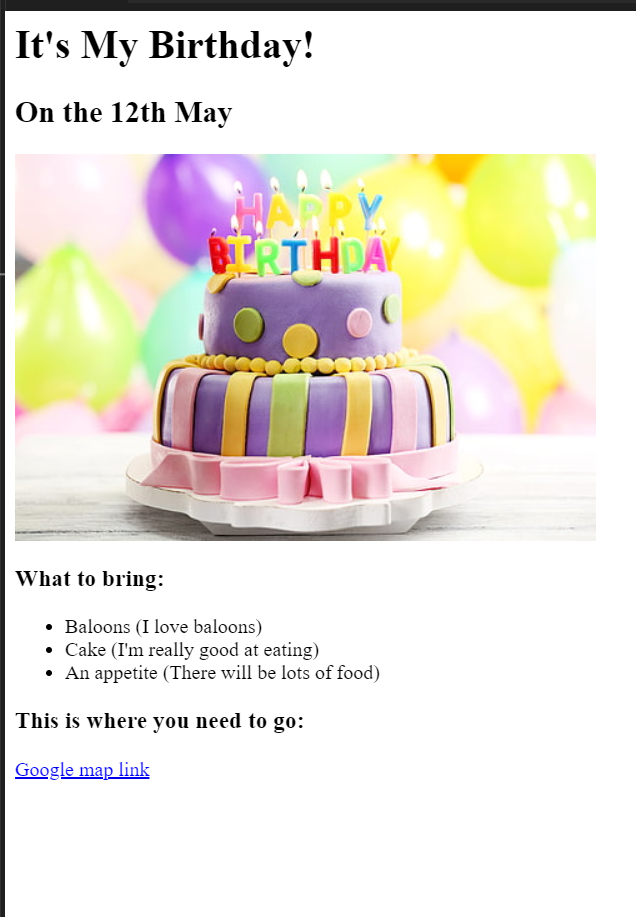 It's My Birthday!
On the 12th May
HAPPY
BIRTHDAY
What to bring:
Baloons (I love baloons)
Cake (I'm really good at eating)
An appetite (There will be lots of food)
This is where you need to go:
Google map link